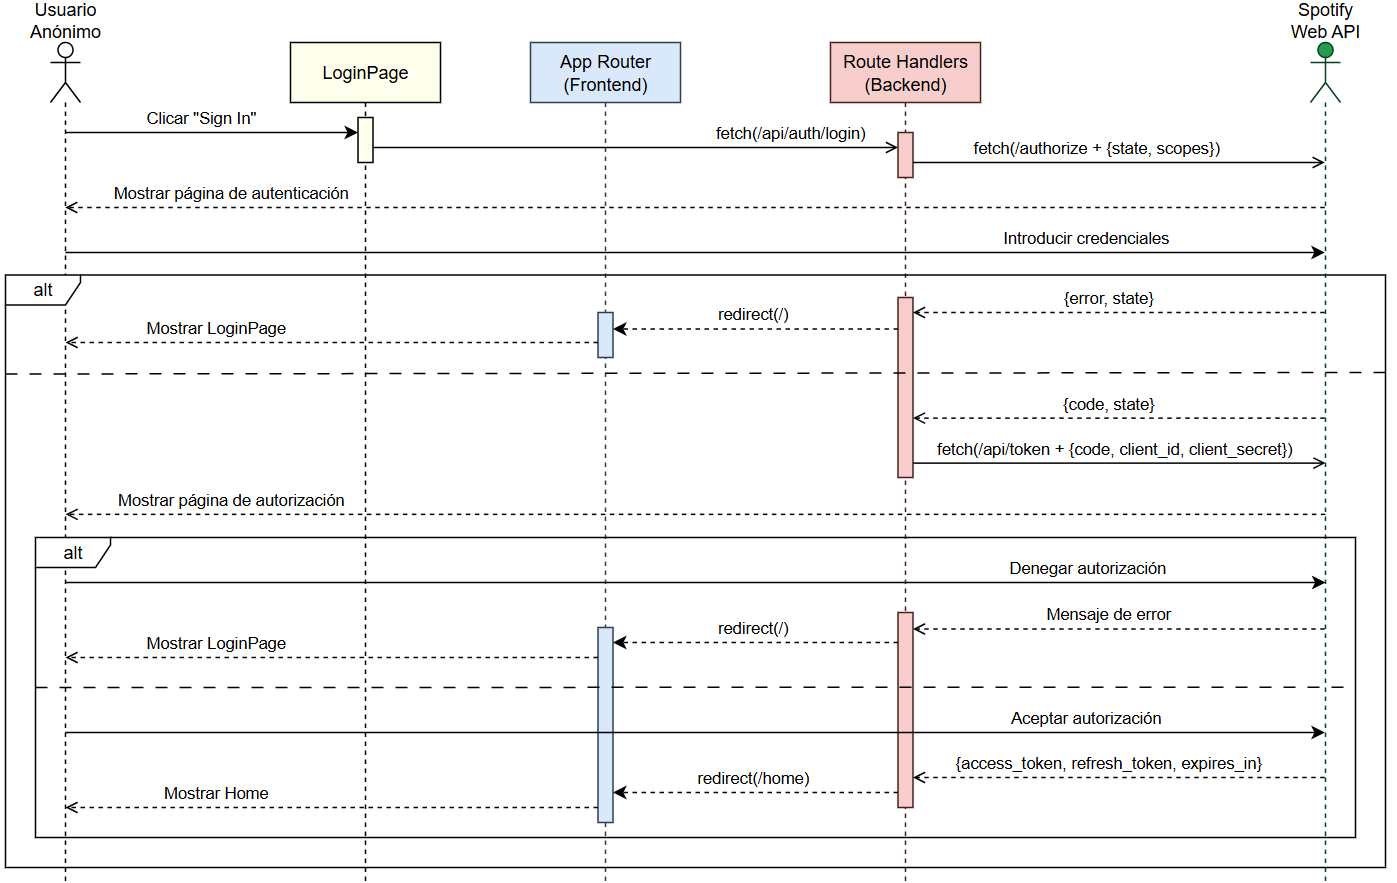 Usuario
Anónimo
LoginPage
App Router
(Frontend)
Route Handlers
(Backend)
Spotify
Web API
Clicar "Sign In"
fetch(/api/auth/login)
fetch(/authorize + {state, scopes})
Mostrar página de autenticación
Introducir credenciales
alt
{error, state}
redirect(/)
Mostrar LoginPage
{code, state}
fetch(/api/token + {code, client_id, client_secret})
Mostrar página de autorización
alt
Denegar autorización
Mensaje de error
redirect(/)
Mostrar LoginPage
Aceptar autorización
{access_token, refresh_token, expires_in}
redirect(/home)
Mostrar Home